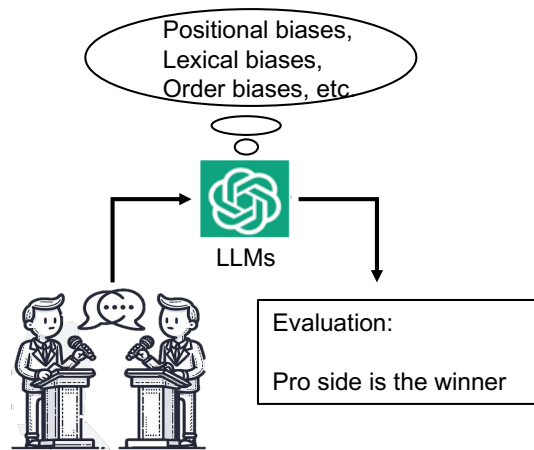 Positional biases,
Lexical biases,
Order biases, etc.
LLMs
Evaluation:
Pro side is the winner